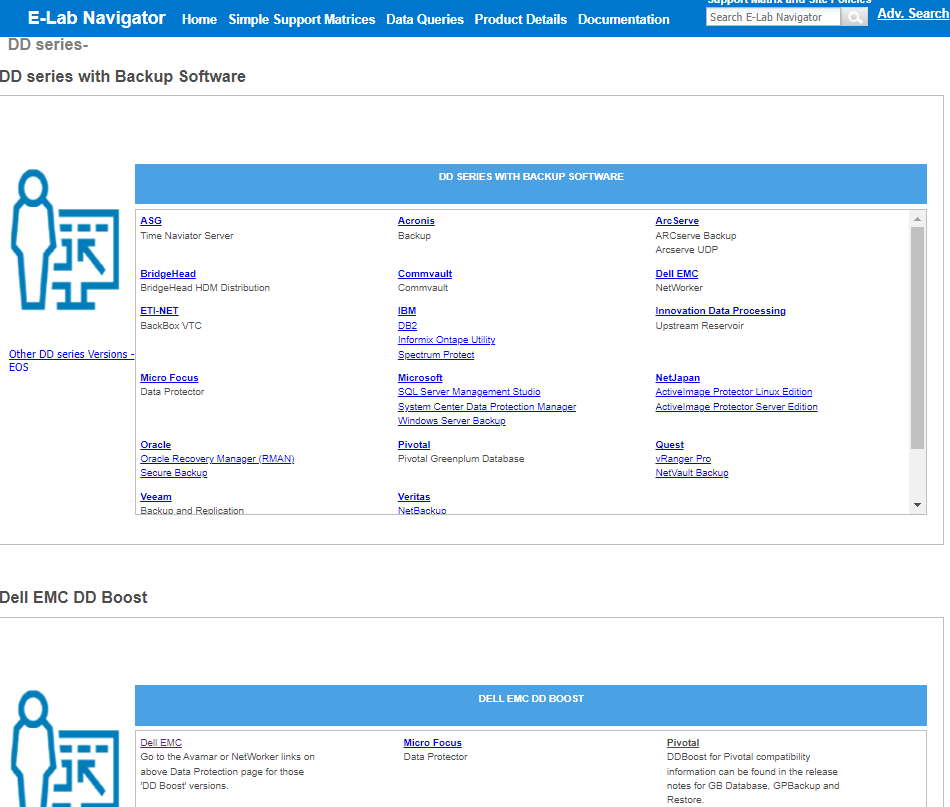 Support Matrix and Site Policies
E-Lab Navigator Home Simple Support Matrices Data Queries Product Details Documentation Search E-Lab Navigator Adv. Search
DD series-
DD series with Backup Software
DD SERIES WITH BACKUP SOFTWARE
ASG Acronis ArcServe
Time Naviator Server Backup ARCserve Backup
Arcserve UDP
BridgeHead Commvault Dell EMC
BridgeHead HDM Distribution Commvault NetWorker
ETI-NET IBM Innovation Data Processing
BackBox VTC DB2 Upstream Reservoir
Informix Ontape Utility
Other DD series Versions - Spectrum Protect
EOS
Micro Focus Microsoft NetJapan
Data Protector SQL Server Management Studio ActiveImage Protector Linux Edition
System Center Data Protection Manager ActiveImage Protector Server Edition
Windows Server Backup
Oracle Pivotal Quest
Oracle Recovery Manager (RMAN) Pivotal Greenplum Database vRanger Pro
Secure Backup NetVault Backup
Veeam Veritas
Backup and Replication NetBackup
Dell EMC DD Boost
DELL EMC DD BOOST
Dell EMC Micro Focus Pivotal
Go to the Avamar or NetWorker links on Data Protector DDBoost for Pivotal compatibility
above Data Protection page for those information can be found in the release
'DD Boost' versions. notes for GB Database, GPBackup and
Restore.